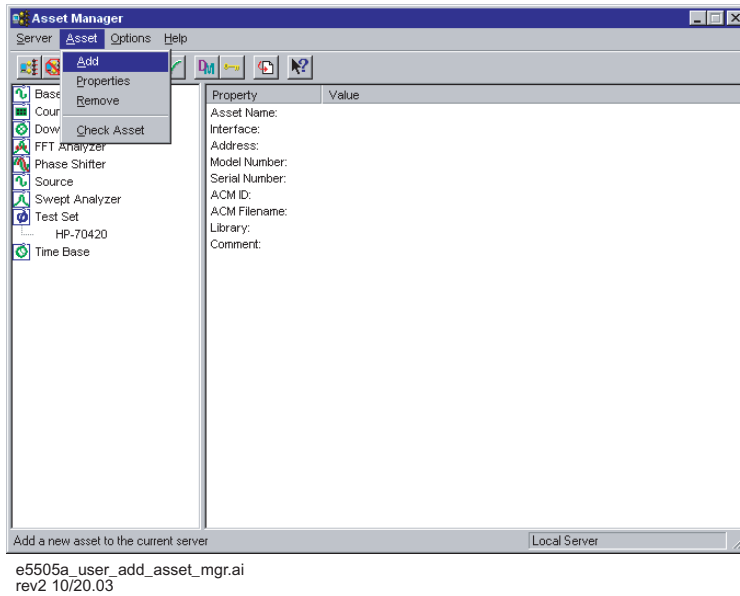 Asset Manager
Server Asset Options Help
Add
Properties
Remove
Check Asset
Base
Cour
Dow
FFT Analyzer
Phase Shifter
Source
Swept Analyzer
Test Set
HP-70420
Time Base
Property Value
Asset Name:
Interface:
Address:
Model Number:
Serial Number:
ACM ID:
ACM Filename:
Library:
Comment:
Add a new asset to the current server
Local Server
e5505a_user_add_asset_mgr.ai
rev2 10/20.03